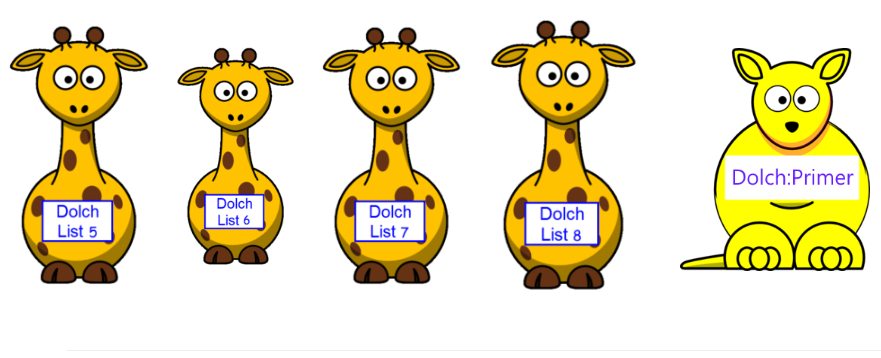 Dolch
List 5
Dolch
List 6
Dolch
List 7
Dolch
List 8
Dolch:Primer